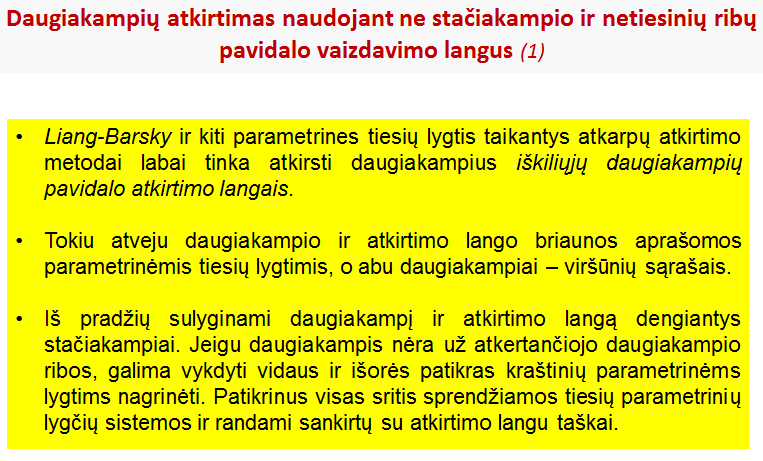 Daugiakampių atkirtimas naudojant ne stačiakampio ir netiesinių ribų
pavidalo vaizdavimo langus (1)
• Liang-Barsky ir kiti parametrines tiesių lygtis taikantys atkarpų atkirtimo
metodai labai tinka atkirsti daugiakampius iškiliųjų daugiakampių
pavidalo atkirtimo langais.
• Tokiu atveju daugiakampio ir atkirtimo lango briaunos aprašomos
parametrinėmis tiesių lygtimis, o abu daugiakampiai – viršūnių sąrašais.
• Iš pradžių sulyginami daugiakampį ir atkirtimo langą dengiantys
stačiakampiai. Jeigu daugiakampis nėra už atkertančiojo daugiakampio
ribos, galima vykdyti vidaus ir išorės patikras kraštinių parametrinėms
lygtims nagrinėti. Patikrinus visas sritis sprendžiamos tiesių parametrinių
lygčių sistemos ir randami sankirtų su atkirtimo langu taškai.